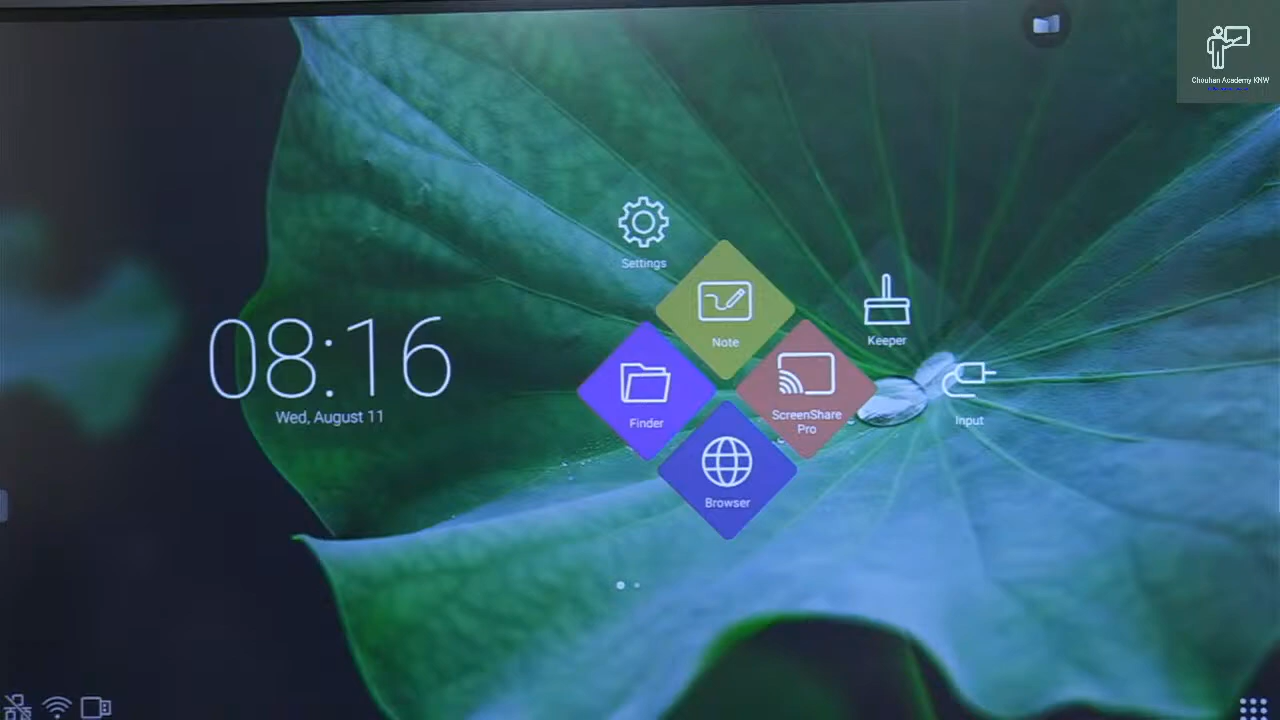 Chouhan Academy KNW
Settings
Note
Keeper
08:16
Wed, August 11
Finder
ScreenShare
Pro
Input
Browser